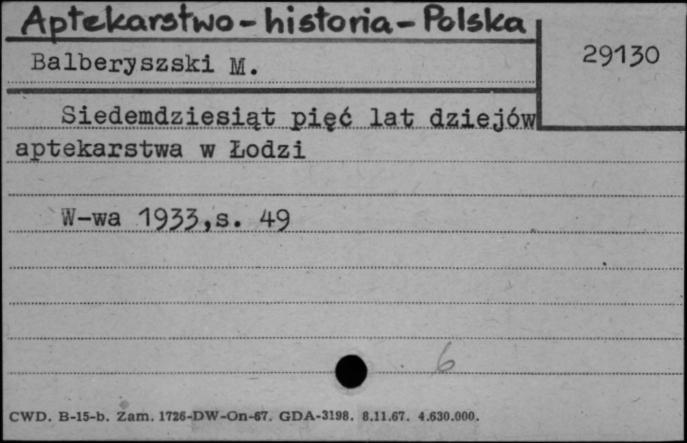 Aptekarstwo - historia - Polska
29130
Balberyszski M.
Siedemdziesiąt pięć lat dziejów
aptekarstwa w Łodzi
W-wa 1933,s. 49
6
CWD. B-15-b. Zam. 1726-DW-On-67. GDA-3198. 8.11.67. 4.630.000.